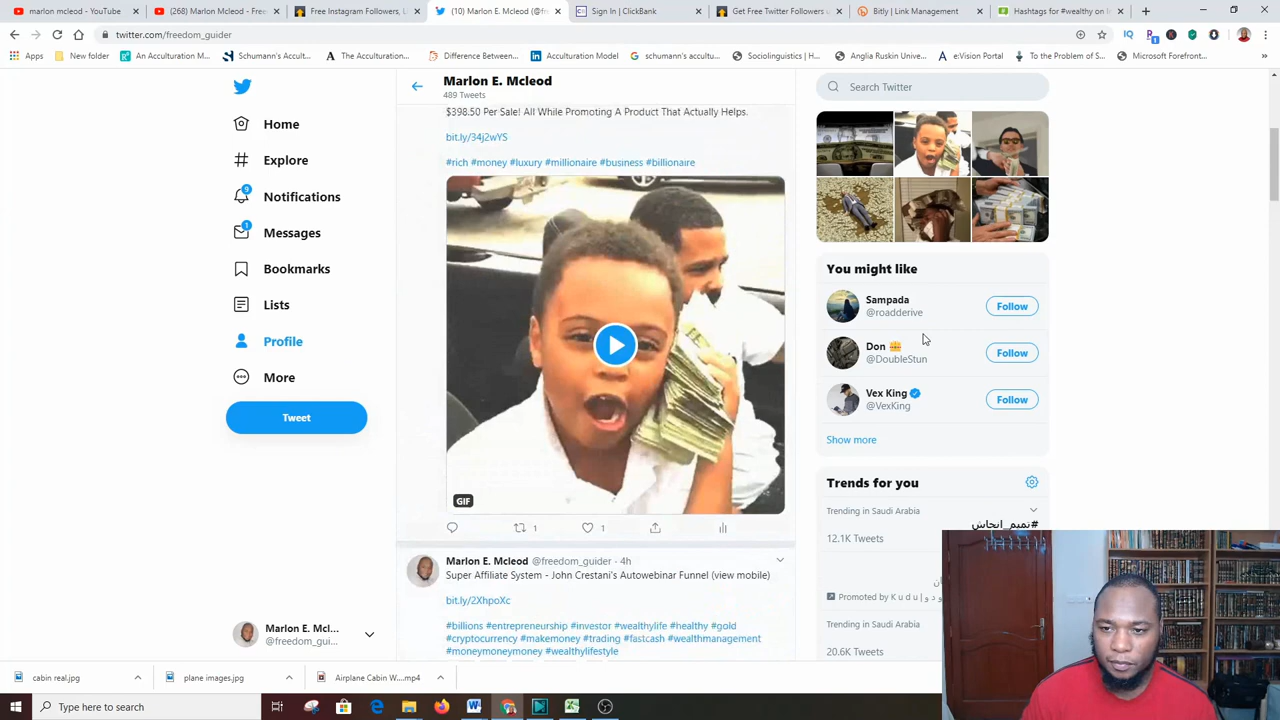 marlon mcleod - YouTube
(268) Marlon Mcleod - Free
Free Instagram Followers, L
(10) Marlon E. Mcleod (@fre
Sign In | ClickBank
Get Free Twitter Followers
Bitly | Link Management
Hashtags for #wealthy on I
twitter.com/freedom_guider
Apps
New folder
An Acculturation M...
Schumann's Accult...
The Acculturation...
Difference Between...
Acculturation Model
schumann's accultu...
Sociolinguistics | H...
Anglia Ruskin Univer...
e:Vision Portal
To the Problem of S...
Microsoft Forefront...
Marlon E. Mcleod
489 Tweets
Search Twitter
Home
Explore
9
Notifications
1
Messages
Bookmarks
Lists
Profile
More
Tweet
Marlon E. Mcl...
@freedom_gui...
$398.50 Per Sale! All While Promoting A Product That Actually Helps.
bit.ly/34j2wYS
#rich #money #luxury #millionaire #business #billionaire
GIF
1
1
Marlon E. Mcleod @freedom_guider · 4h
Super Affiliate System - John Crestani's Autowebinar Funnel (view mobile)
bit.ly/2XhpoXc
#billions #entrepreneurship #investor #wealthylife #healthy #gold
#cryptocurrency #makemoney #trading #fastcash #wealthmanagement
#moneymoneymoney #wealthylifestyle
You might like
Sampada
@roadderive
Follow
Don
@DoubleStun
Follow
Vex King
@VexKing
Follow
Show more
Trends for you
Trending in Saudi Arabia
12.1K Tweets
Promoted by K u d u |
Trending in Saudi Arabia
20.6K Tweets
cabin real.jpg
plane images.jpg
Airplane Cabin W....mp4
Type here to search